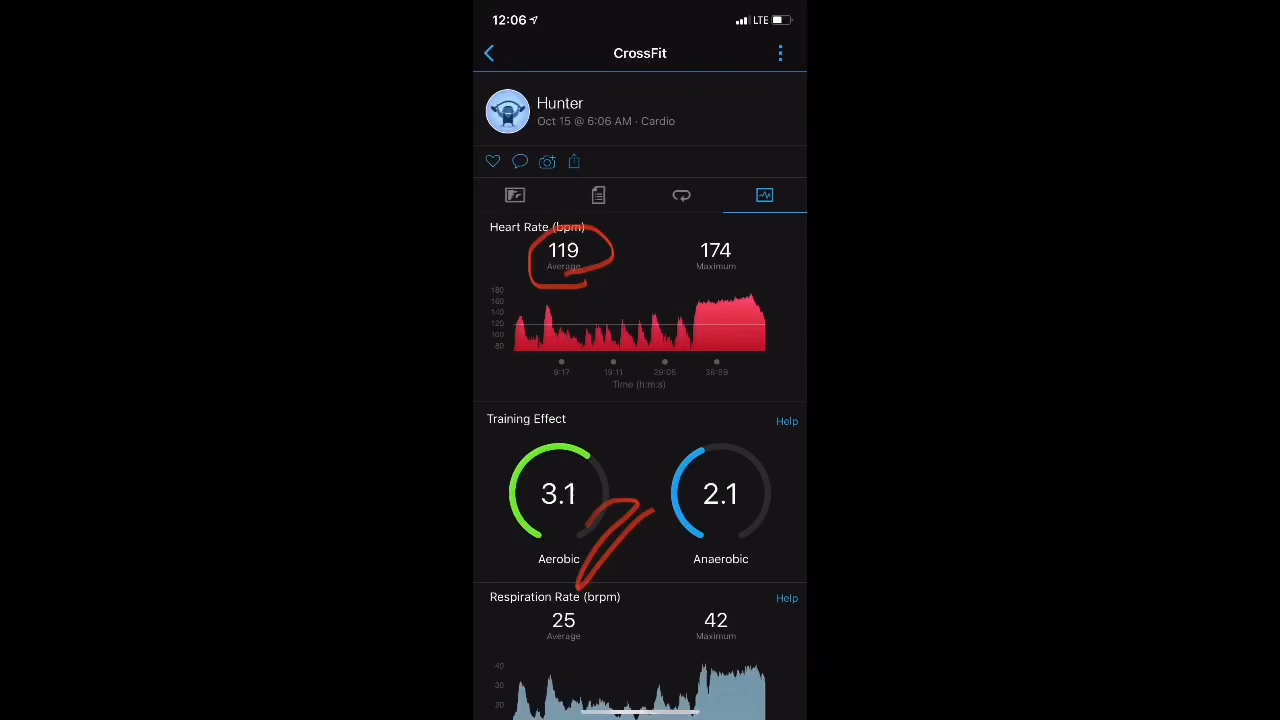 12:06 LTE
CrossFit
Hunter
Oct 15 @ 6:06 AM · Cardio
Heart Rate (bpm)
119 174
Average Maximum
180
160
140
120
100
80
9:17 19:11 29:05 38:59
Time (h:m:s)
Training Effect Help
3.1 2.1
Aerobic Anaerobic
Respiration Rate (brpm) Help
25 42
Average Maximum
40
30
20